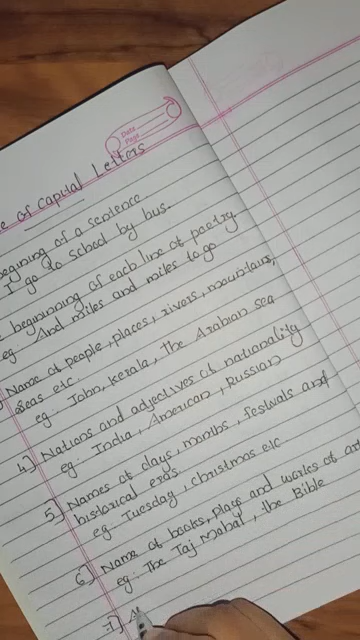 Date
Page
e of Capital Letters
begining of a sentence
I go to school by bus.
e beginning of each line of poetry
eg: And miles and miles to go
Name of people, places, rivers, mountains,
Seas etc.
eg: John, Kerala, the Arabian sea
4] Nations and adjectives of nationality
eg: India, American, Russian
5] Names of days, months, festivals and
historical eras.
eg: Tuesday, christmas etc.
6] Name of books, plays and works of art
eg: The Taj Mahal, the Bible
7]